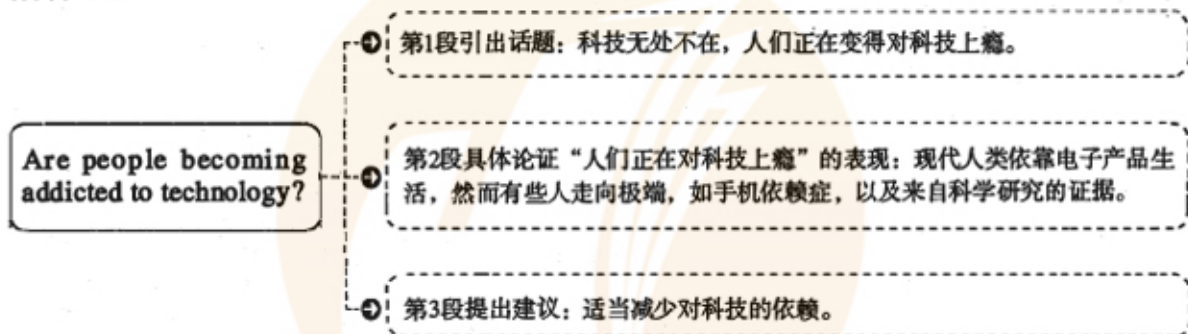 第1段引出话题：科技无处不在，人们正在变得对科技上瘾。
Are people becoming
addicted to technology?
第2段具体论证“人们正在对科技上瘾”的表现：现代人类依靠电子产品生
活，然而有些人走向极端，如手机依赖症，以及来自科学研究的证据。
第3段提出建议：适当减少对科技的依赖。